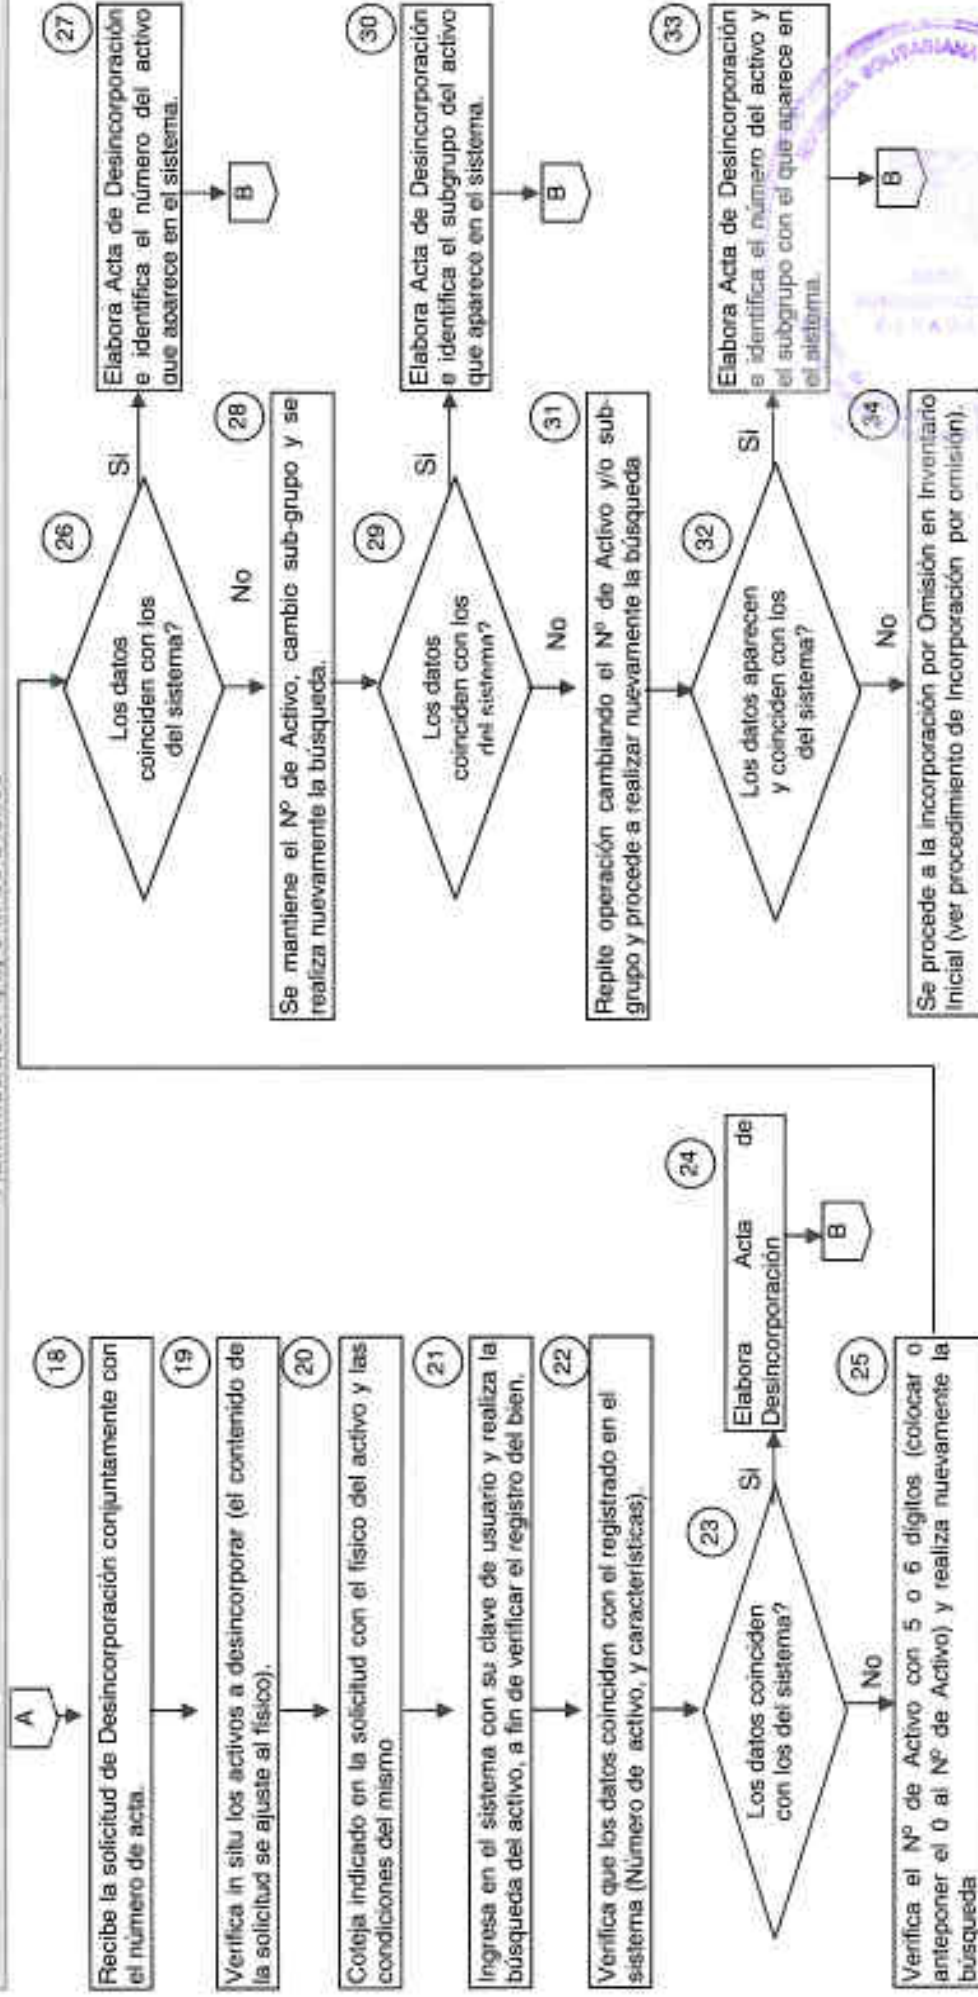 A
18
Recibe la solicitud de Desincorporación conjuntamente con
el número de acta.
19
Verifica in situ los activos a desincorporar (el contenido de
la solicitud se ajuste al físico).
20
Coteja indicado en la solicitud con el físico del activo y las
condiciones del mismo
21
Ingresa en el sistema con su clave de usuario y realiza la
búsqueda del activo, a fin de verificar el registro del bien.
22
Verifica que los datos coinciden con el registrado en el
sistema (Número de activo, y características).
23
Los datos coinciden
con los del sistema?
Si
24
Elabora Acta de
Desincorporación
B
No
25
Verifica el Nº de Activo con 5 o 6 dígitos (colocar o
anteponer el 0 al Nº de Activo) y realiza nuevamente la
búsqueda
26
Los datos
coinciden con los
del sistema?
Si
27
Elabora Acta de Desincorporación
e identifica el número del activo
que aparece en el sistema.
B
No
28
Se mantiene el Nº de Activo, cambio sub-grupo y se
realiza nuevamente la búsqueda.
29
Los datos
coinciden con los
del sistema?
Si
30
Elabora Acta de Desincorporación
e identifica el subgrupo del activo
que aparece en el sistema.
B
No
31
Repite operación cambiando el Nº de Activo y/o sub-
grupo y procede a realizar nuevamente la búsqueda
32
Los datos aparecen
y coinciden con los
del sistema?
Si
33
Elabora Acta de Desincorporación
e identifica el número del activo y
el subgrupo con el que aparece en
el sistema.
B
No
34
Se procede a la incorporación por Omisión en Inventario
Inicial (ver procedimiento de Incorporación por omisión).
BOLIVARIANA